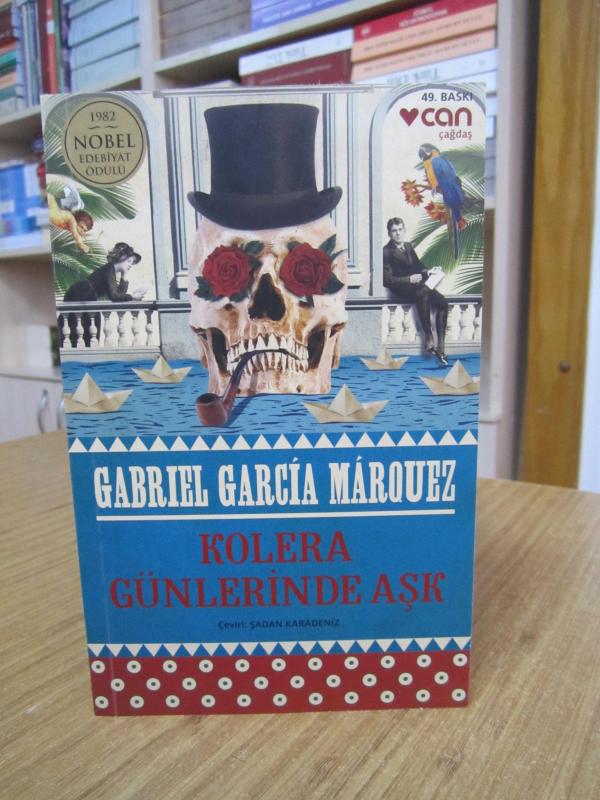 1982
NOBEL
EDEBİYAT
ÖDÜLÜ
49. BASKI
can
çağdaş
GABRIEL GARCÍA MÁRQUEZ
KOLERA
GÜNLERİNDE AŞK
Çeviri: ŞADAN KARADENİZ